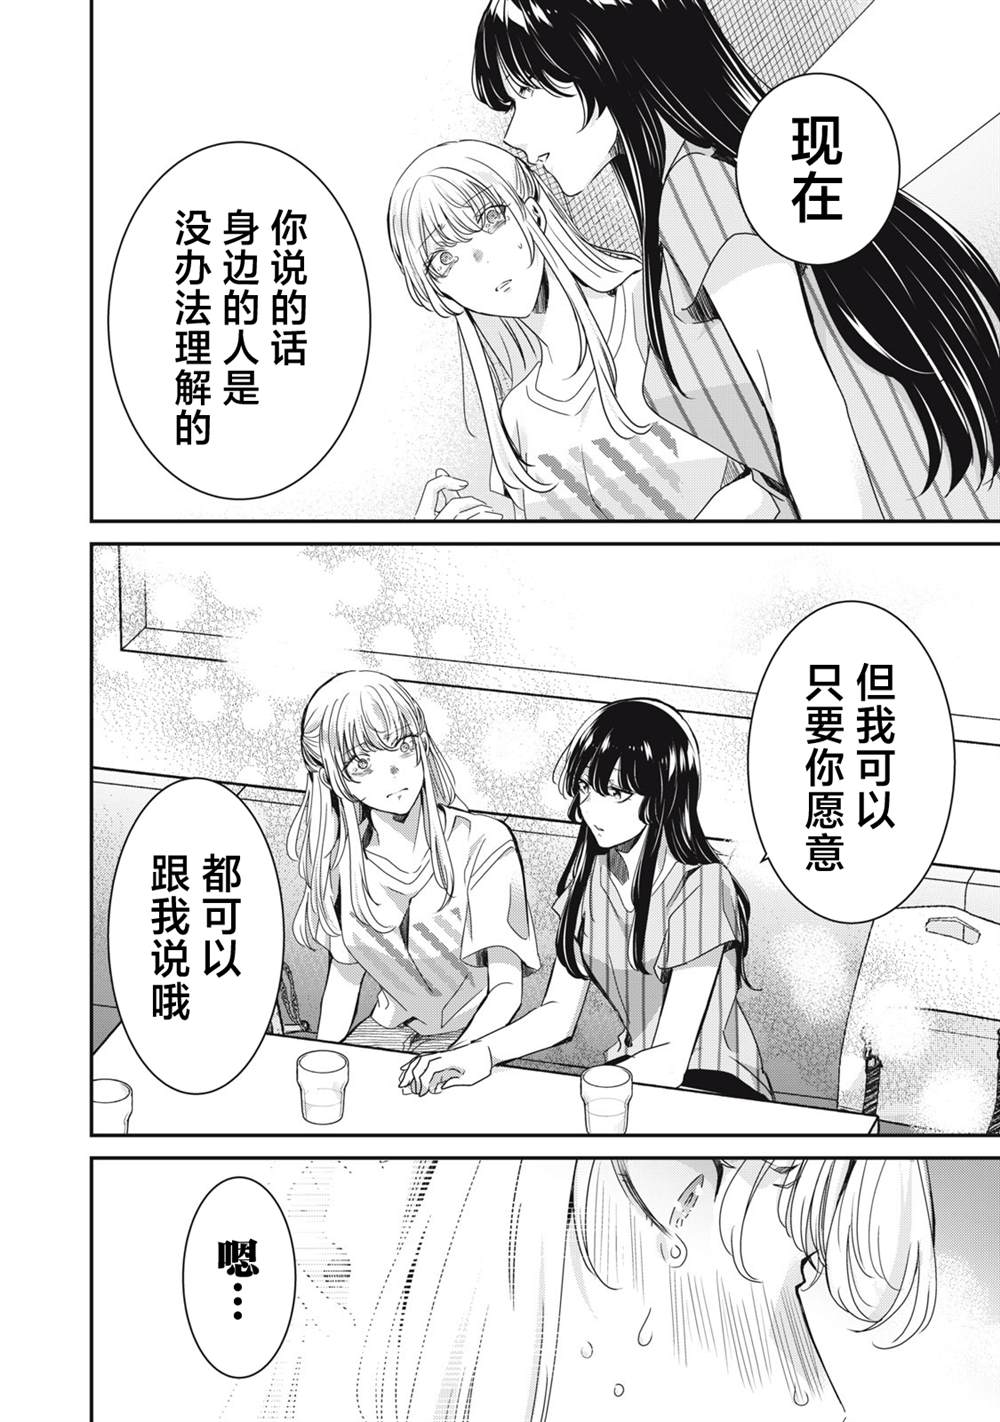 现在
你说的话
身边的人是
没办法理解的
但我可以
只要你愿意
都可以
跟我说哦
嗯…